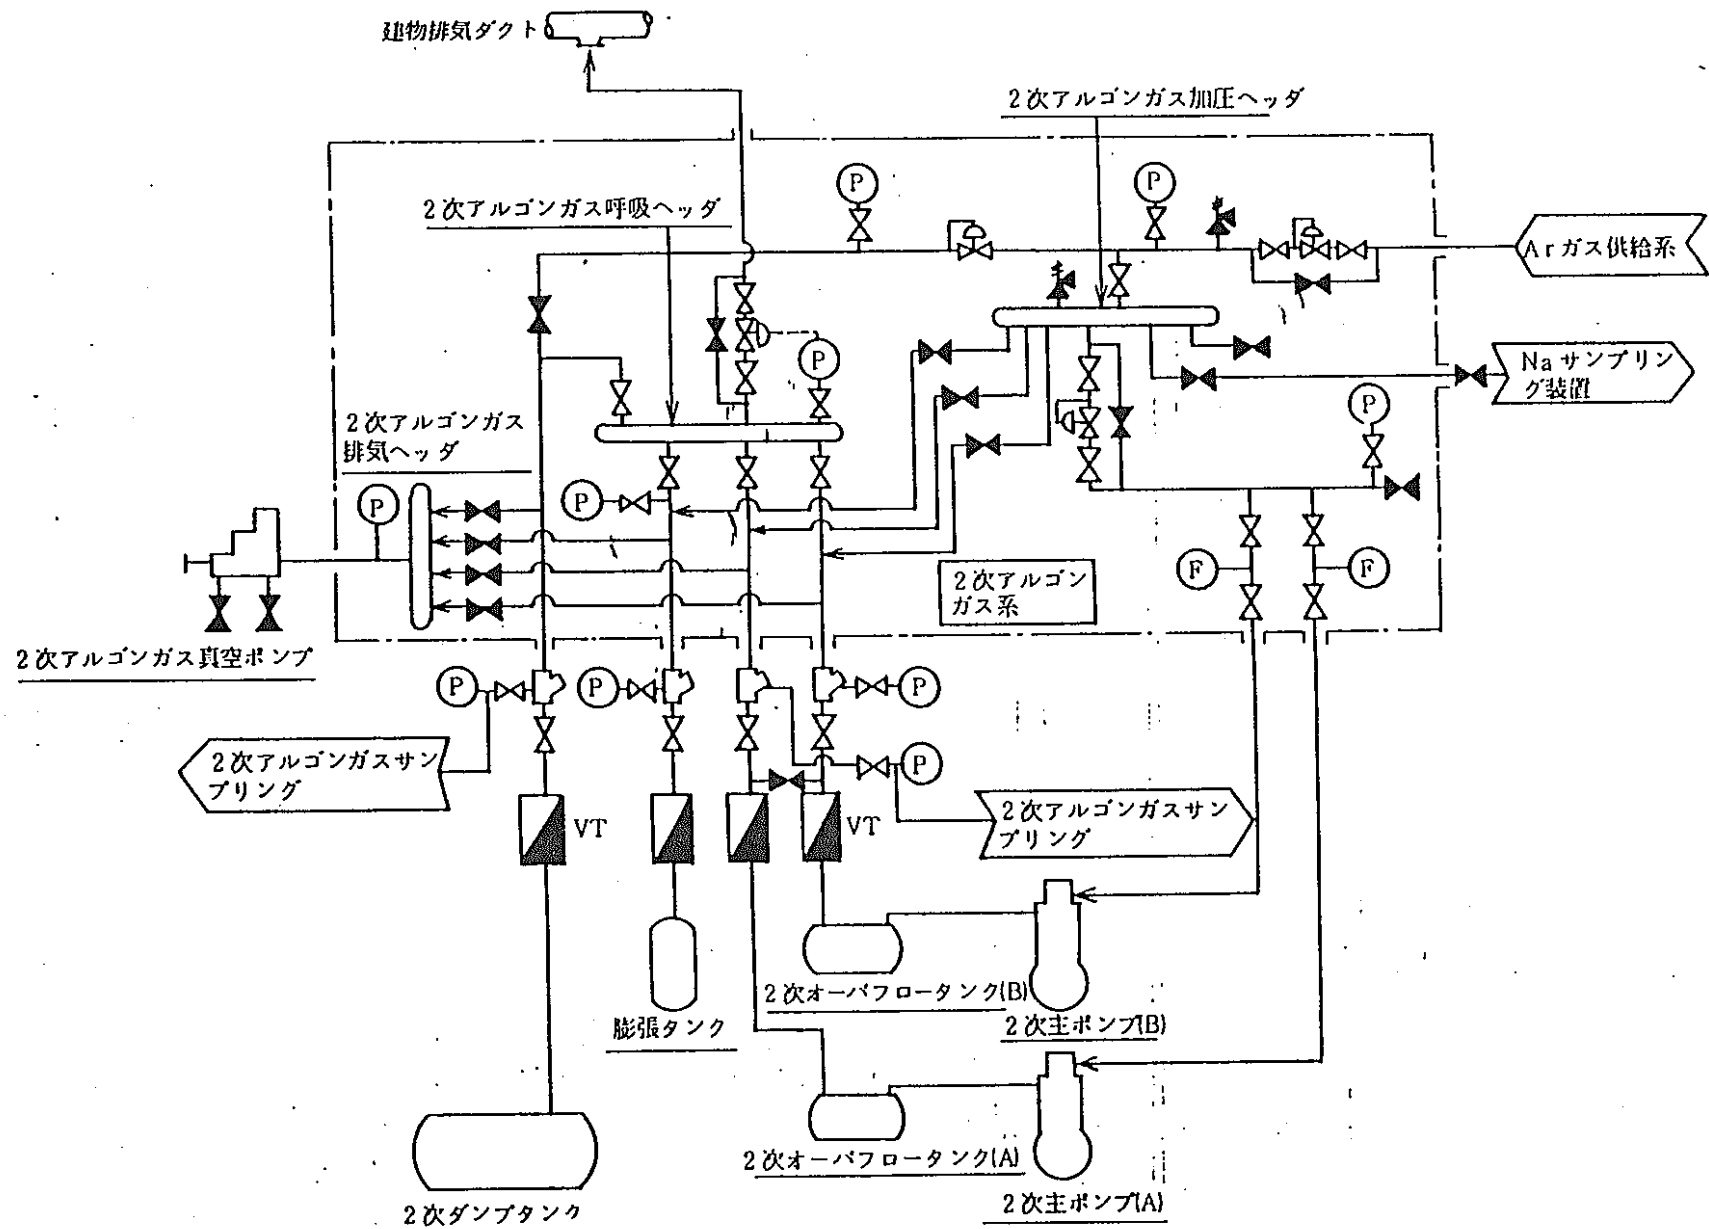 建物排気ダクト
2次アルゴンガス加圧ヘッダ
P
P
2次アルゴンガス呼吸ヘッダ
Arガス供給系
P
Naサンプリン
グ装置
P
2次アルゴンガス
排気ヘッダ
P
P
2次アルゴン
ガス系
F
F
2次アルゴンガス真空ポンプ
P
P
P
2次アルゴンガスサン
プリング
P
VT
VT
2次アルゴンガスサン
プリング
2次オーバフロータンク(B)
膨張タンク
2次主ポンプ(B)
2次オーバフロータンク(A)
2次ダンプタンク
2次主ポンプ(A)